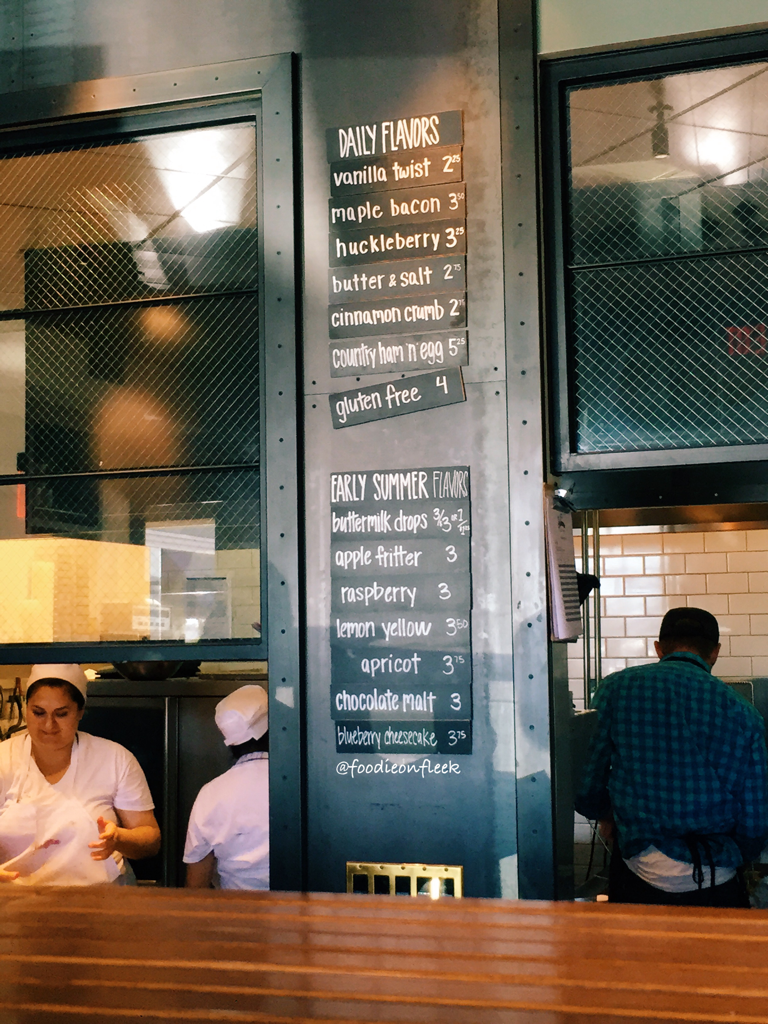 DAILY FLAVORS
vanilla twist 2.25
maple bacon 3.50
huckleberry 3.25
butter & salt 2.75
cinnamon crumb 2.75
country ham 'n' egg 5.25
gluten free 4
EARLY SUMMER FLAVORS
buttermilk drops
apple fritter 3
raspberry 3
lemon yellow 3.50
apricot 3.75
chocolate malt 3
blueberry cheesecake 3.75
@foodieonfleek